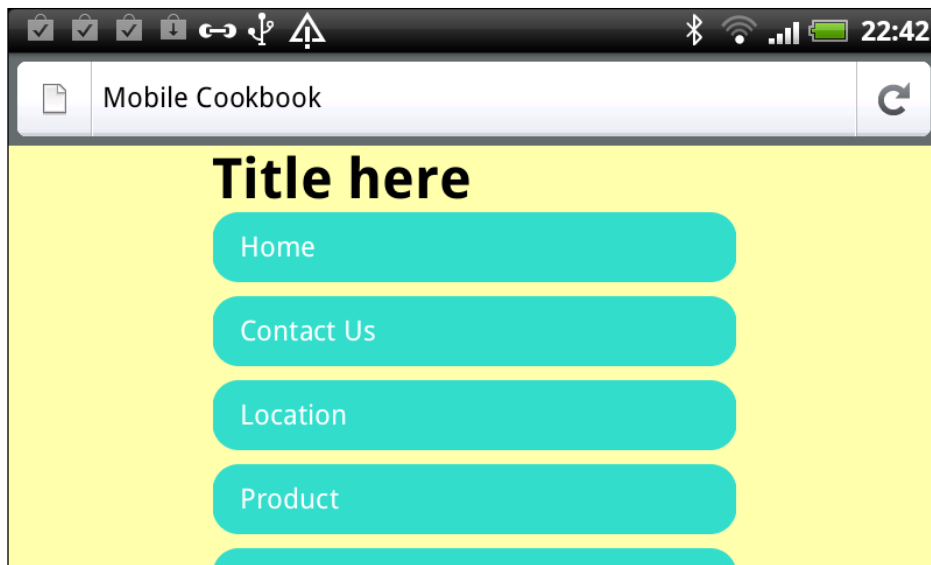 22:42
Mobile Cookbook
Title here
Home
Contact Us
Location
Product